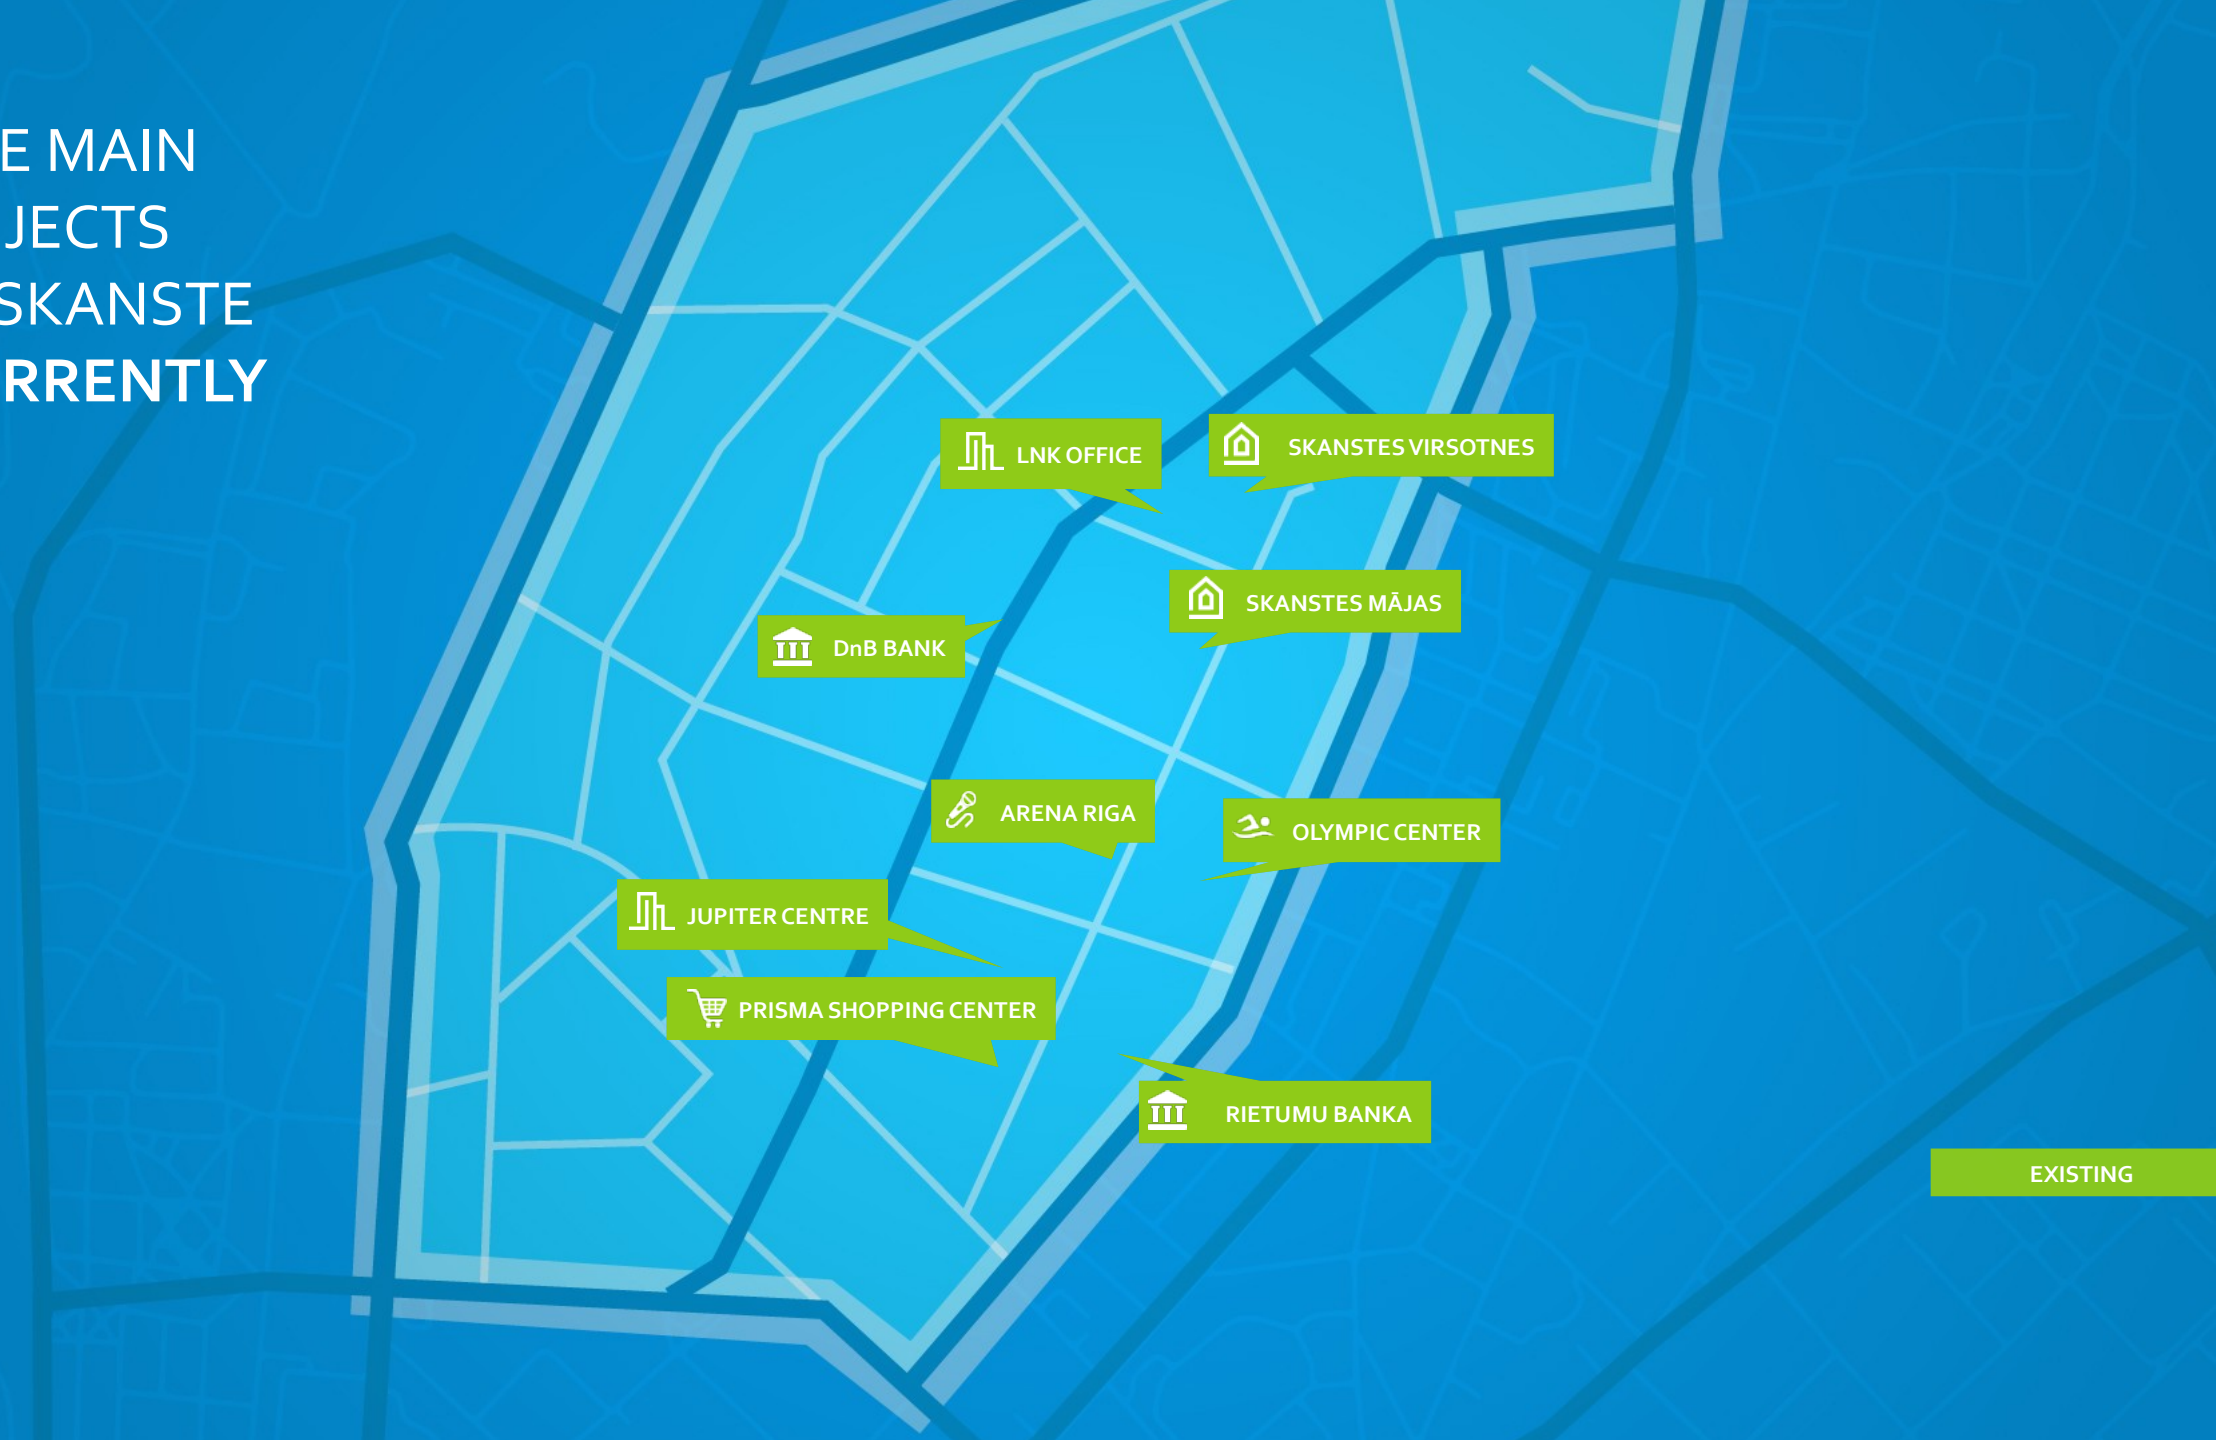 E MAIN
JECTS
SKANSTE
RRENTLY
LNK OFFICE
SKANSTES VIRSOTNES
SKANSTES MĀJAS
DnB BANK
ARENA RIGA
OLYMPIC CENTER
JUPITER CENTRE
PRISMA SHOPPING CENTER
RIETUMU BANKA
EXISTING